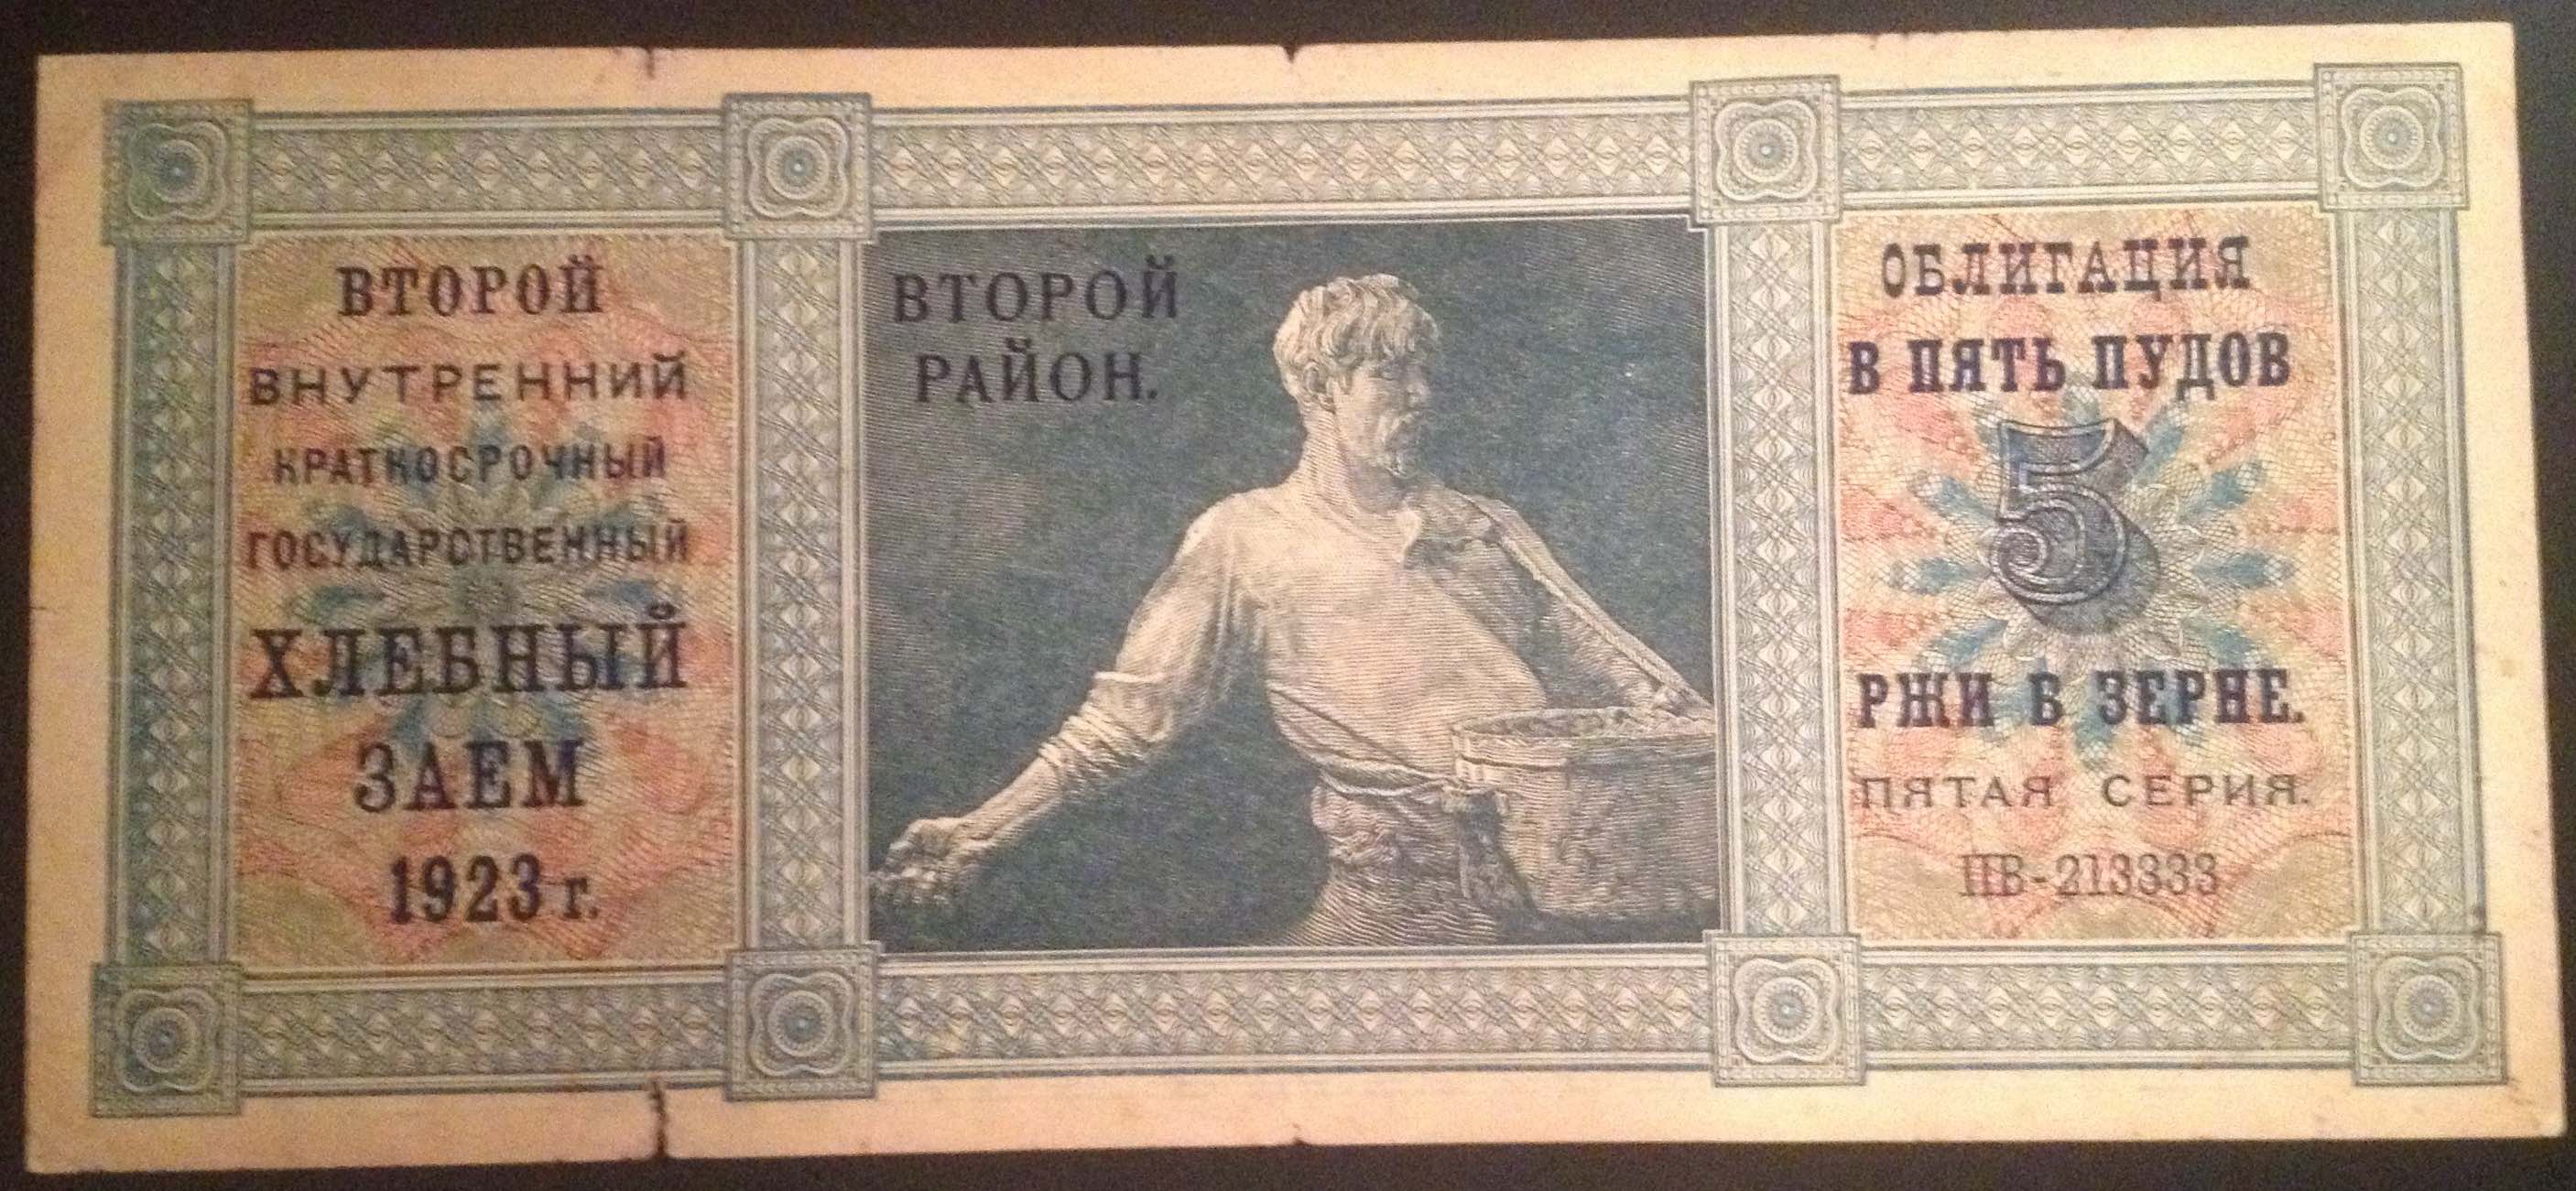 ВТОРОЙ
ВНУТРЕННИЙ
КРАТКОСРОЧНЫЙ
ГОСУДАРСТВЕННЫЙ
ХЛЕБНЫЙ
ЗАЕМ
1923 г.
ВТОРОЙ
РАЙОН.
ОБЛИГАЦИЯ
В ПЯТЬ ПУДОВ
5
РЖИ В ЗЕРНЕ.
ПЯТАЯ СЕРИЯ.
ПВ-213333